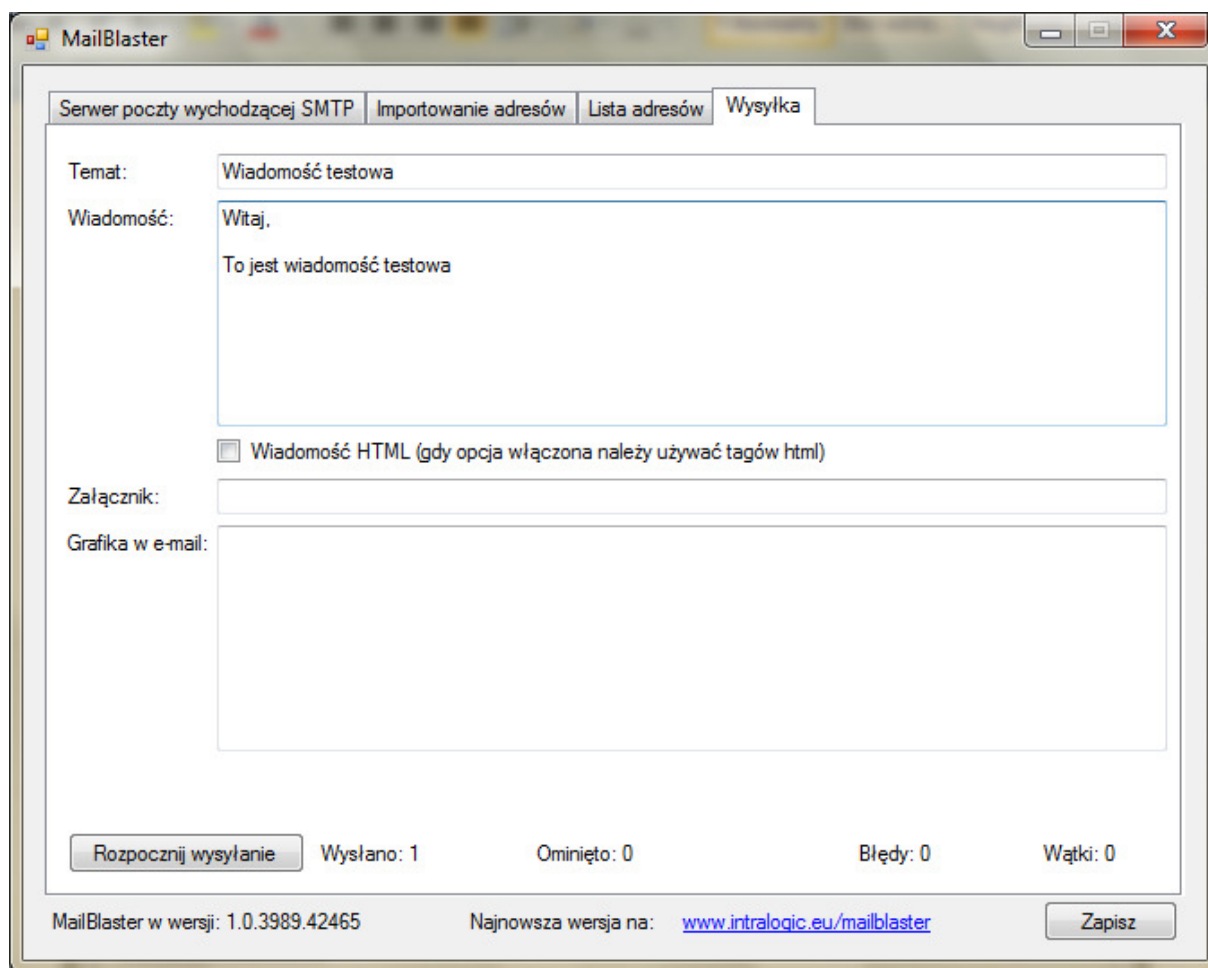 MailBlaster
Serwer poczty wychodzącej SMTP Importowanie adresów Lista adresów Wysyłka
Temat: Wiadomość testowa
Wiadomość: Witaj,
To jest wiadomość testowa
Wiadomość HTML (gdy opcja włączona należy używać tagów html)
Załącznik:
Grafika w e-mail:
Rozpocznij wysyłanie Wysłano: 1 Ominięto: 0 Błędy: 0 Wątki: 0
MailBlaster w wersji: 1.0.3989.42465 Najnowsza wersja na: www.intralogic.eu/mailblaster Zapisz